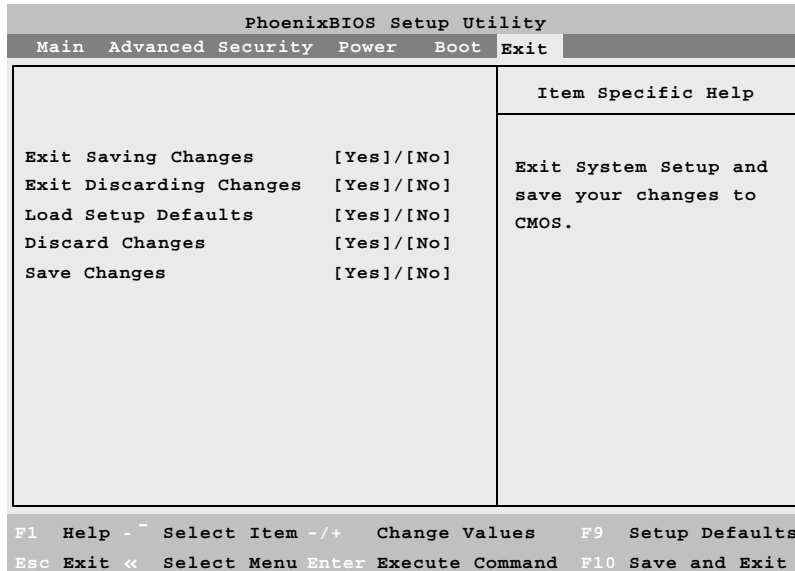 PhoenixBIOS Setup Utility
Main Advanced Security Power Boot Exit
Item Specific Help
Exit Saving Changes [Yes]/[No]
Exit Discarding Changes [Yes]/[No]
Load Setup Defaults [Yes]/[No]
Discard Changes [Yes]/[No]
Save Changes [Yes]/[No]
Exit System Setup and
save your changes to
CMOS.
F1 Help - ¯ Select Item -/+ Change Values F9 Setup Defaults
Esc Exit « Select Menu Enter Execute Command F10 Save and Exit